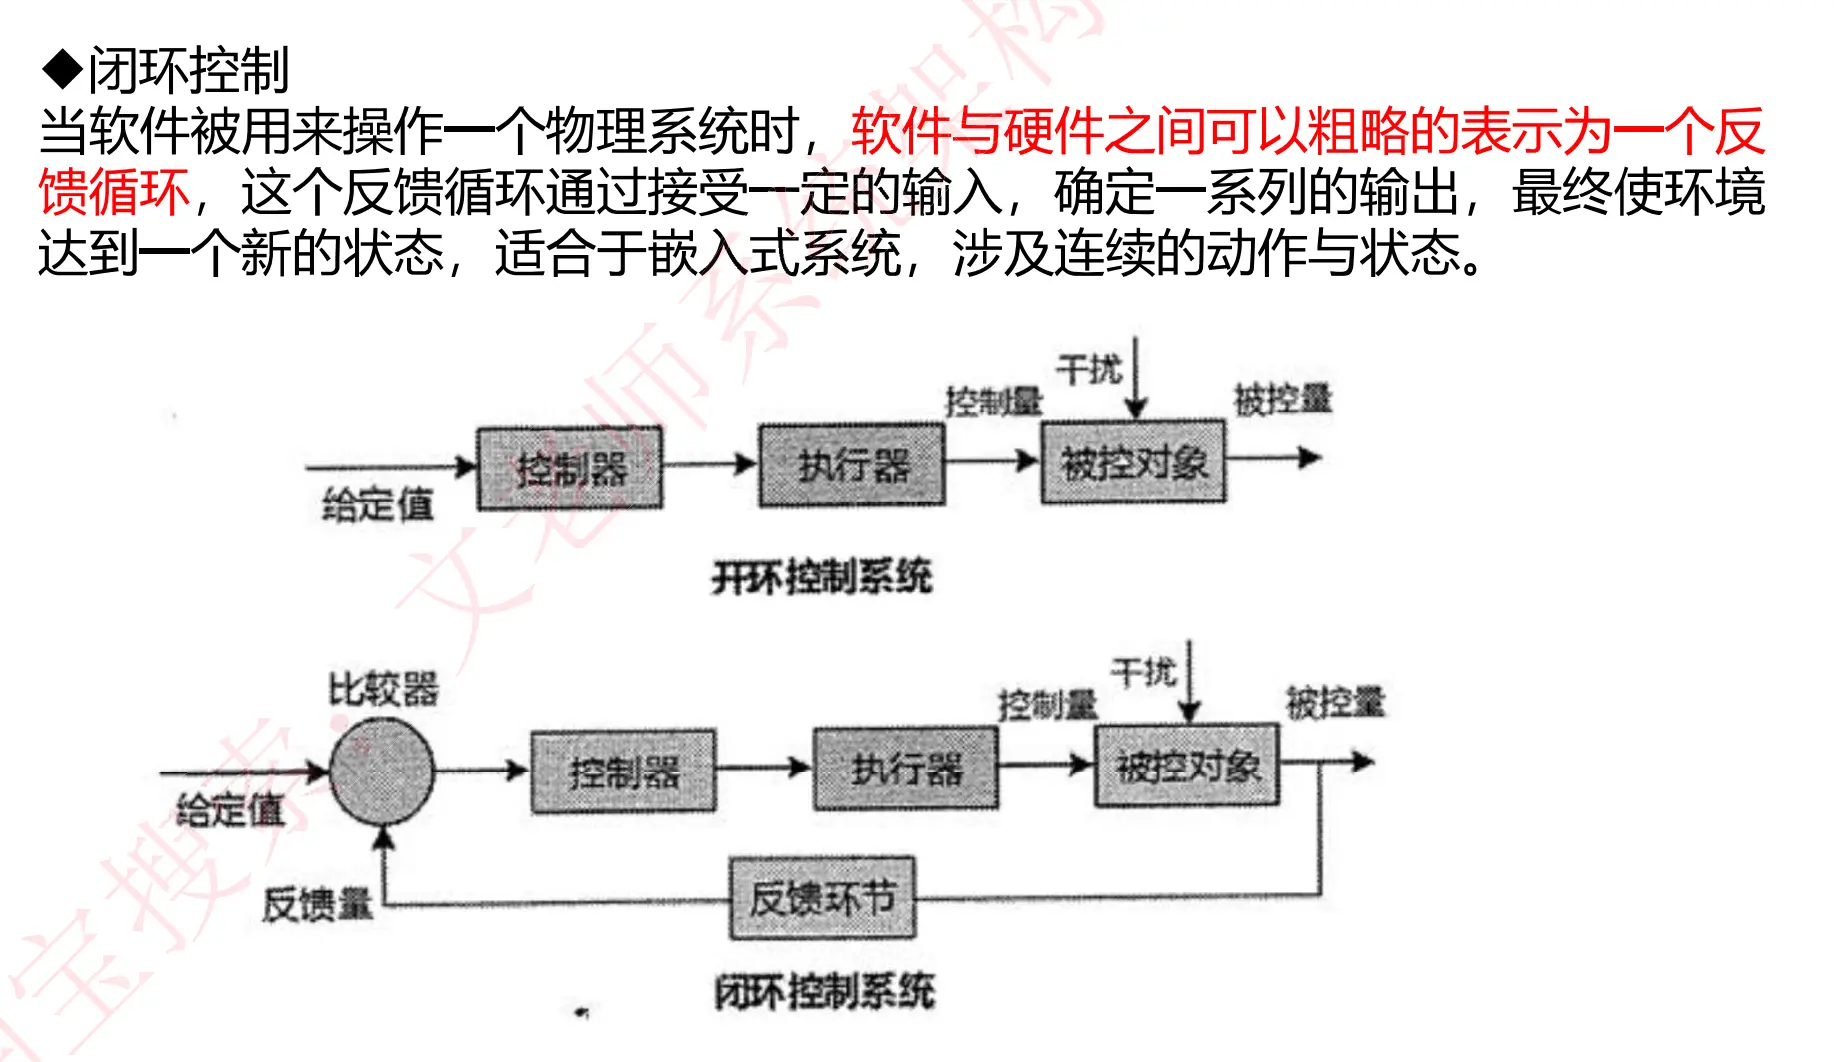 ◆闭环控制
当软件被用来操作一个物理系统时，软件与硬件之间可以粗略的表示为一个反
馈循环，这个反馈循环通过接受一定的输入，确定一系列的输出，最终使环境
达到一个新的状态，适合于嵌入式系统，涉及连续的动作与状态。
干扰
控制量
被控量
控制器
执行器
被控对象
给定值
开环控制系统
比较器
干扰
控制量
被控量
控制器
执行器
被控对象
给定值
反馈量
反馈环节
闭环控制系统
宝搜索：文老师系统架构